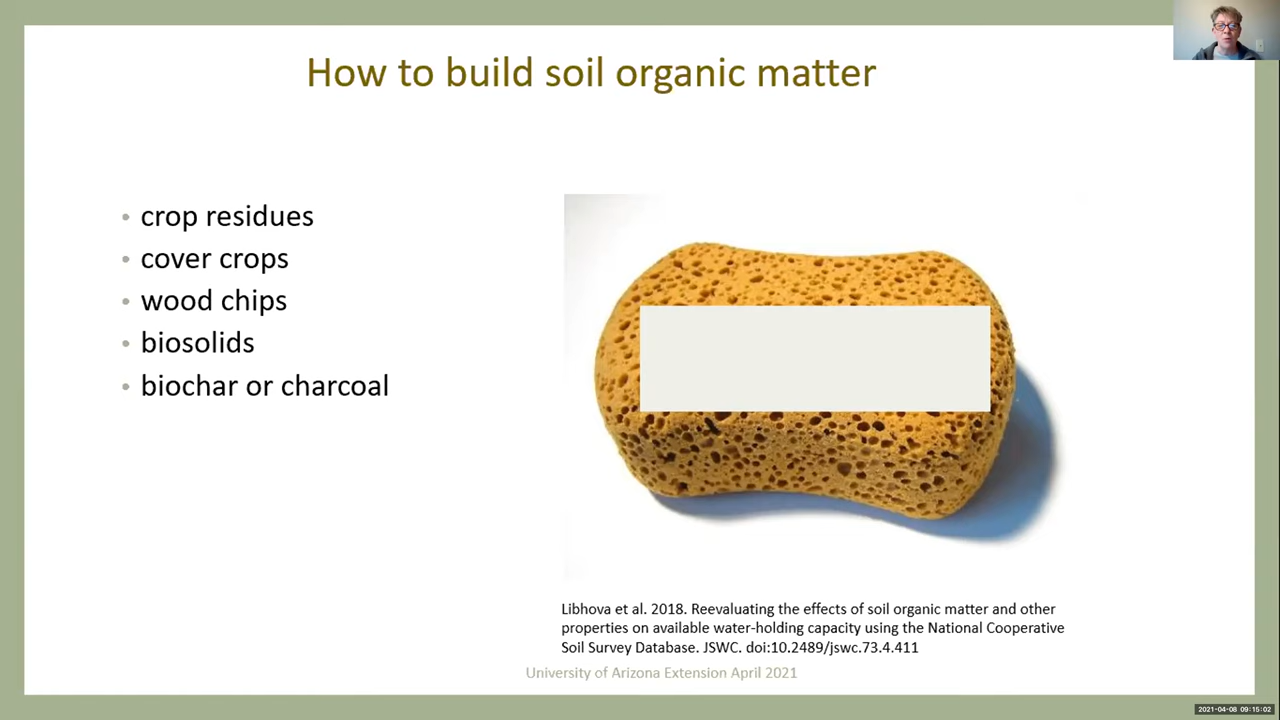 How to build soil organic matter
• crop residues
• cover crops
• wood chips
• biosolids
• biochar or charcoal
Libhova et al. 2018. Reevaluating the effects of soil organic matter and other
properties on available water-holding capacity using the National Cooperative
Soil Survey Database. JSWC. doi:10.2489/jswc.73.4.411
University of Arizona Extension April 2021
2021-04-08 09:15:02